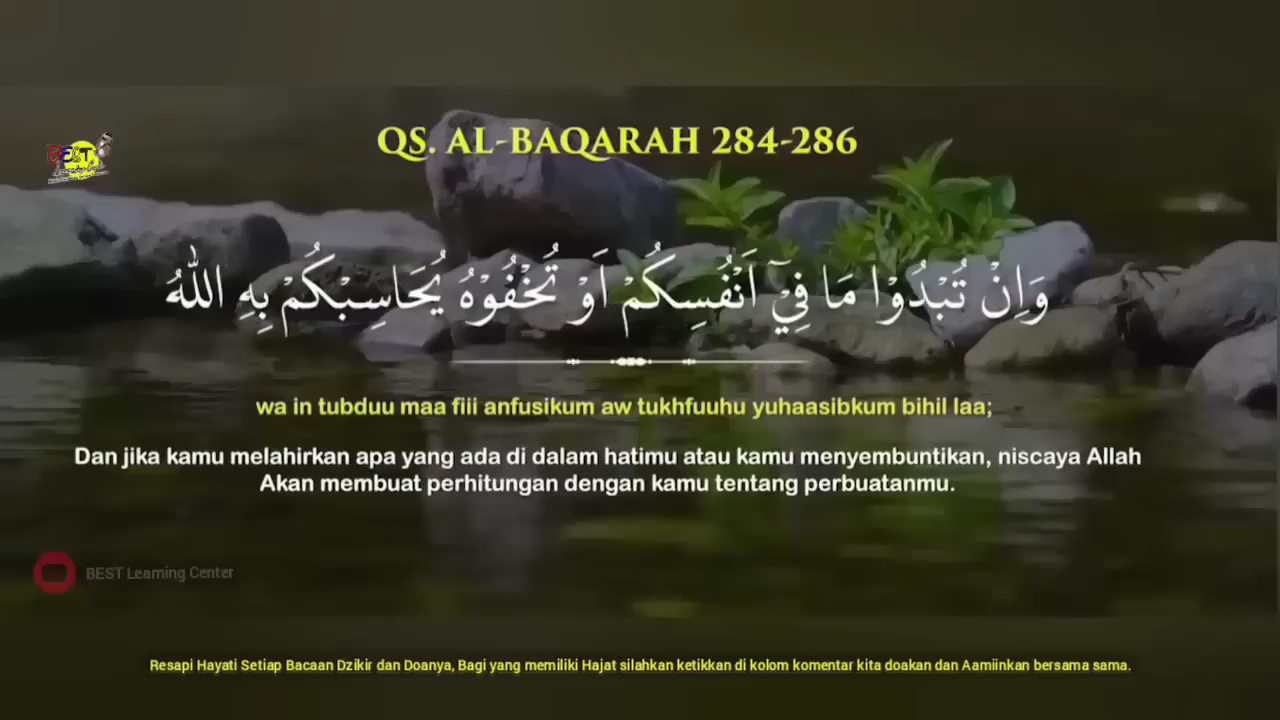 BEST
QS. AL-BAQARAH 284-286
وَاِنْ تُبْدُوْا مَا فِيْٓ اَنْفُسِكُمْ اَوْ تُخْفُوْهُ يُحَاسِبْكُمْ بِهِ اللّٰهُ
wa in tubduu maa fiii anfusikum aw tukhfuuhu yuhaasibkum bihil laa;
Dan jika kamu melahirkan apa yang ada di dalam hatimu atau kamu menyembuntikan, niscaya Allah
Akan membuat perhitungan dengan kamu tentang perbuatanmu.
BEST Learning Center
Resapi Hayati Setiap Bacaan Dzikir dan Doanya, Bagi yang memiliki Hajat silahkan ketikkan di kolom komentar kita doakan dan Aamiinkan bersama sama.